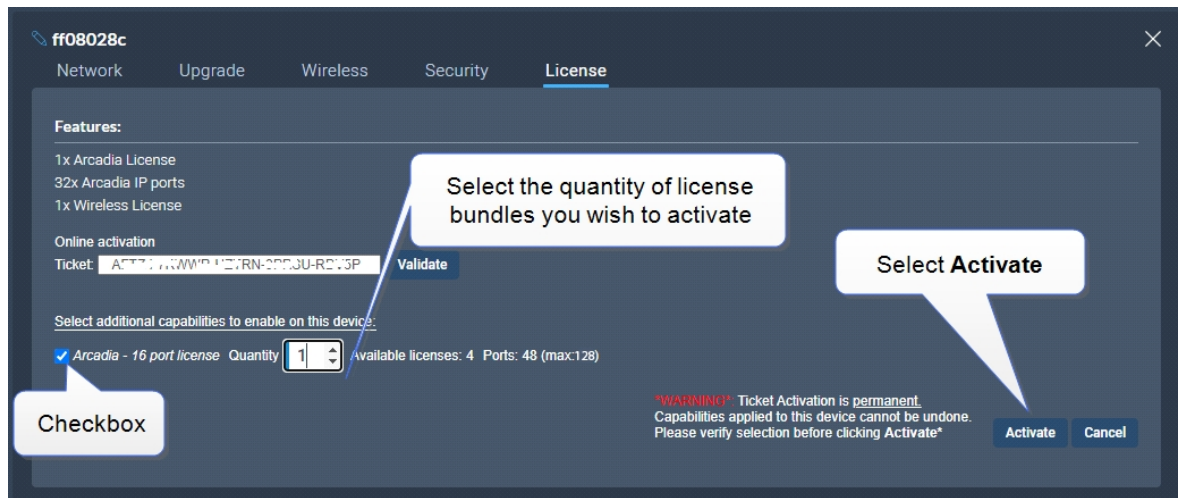 ff08028c
Network Upgrade Wireless Security License
Features:
1x Arcadia License
32x Arcadia IP ports
1x Wireless License
Select the quantity of license
bundles you wish to activate
Online activation
Ticket: Validate
Select Activate
Select additional capabilities to enable on this device:
Arcadia - 16 port license Quantity 1 Available licenses: 4 Ports: 48 (max:128)
Checkbox
*WARNING*: Ticket Activation is permanent.
Capabilities applied to this device cannot be undone.
Please verify selection before clicking Activate*
Activate Cancel